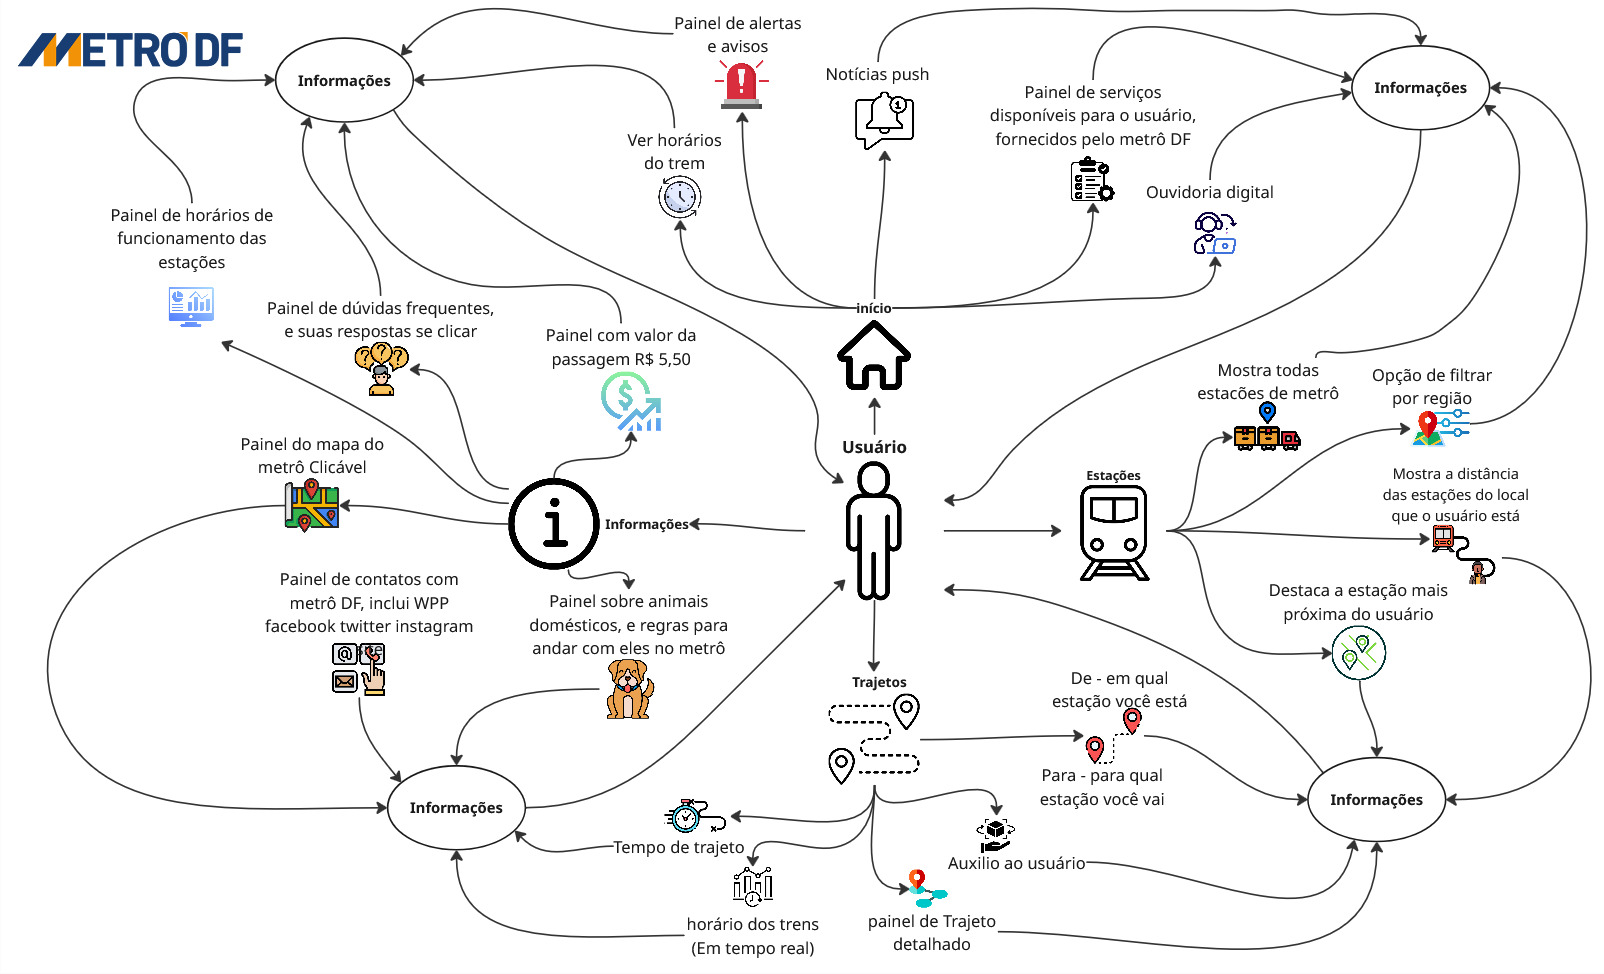 METRÔ DF
Informações
Painel de alertas
e avisos
Notícias push
Painel de serviços
disponíveis para o usuário,
fornecidos pelo metrô DF
Informações
Ver horários
do trem
Ouvidoria digital
Painel de horários de
funcionamento das
estações
Painel de dúvidas frequentes,
e suas respostas se clicar
Painel com valor da
passagem R$ 5,50
início
Mostra todas
estacões de metrô
Opção de filtrar
por região
Painel do mapa do
metrô Clicável
Usuário
Estações
Mostra a distância
das estações do local
que o usuário está
Informações
Painel de contatos com
metrô DF, inclui WPP
facebook twitter instagram
Painel sobre animais
domésticos, e regras para
andar com eles no metrô
Destaca a estação mais
próxima do usuário
Trajetos
De - em qual
estação você está
Para - para qual
estação você vai
Informações
Informações
Tempo de trajeto
Auxilio ao usuário
horário dos trens
(Em tempo real)
painel de Trajeto
detalhado